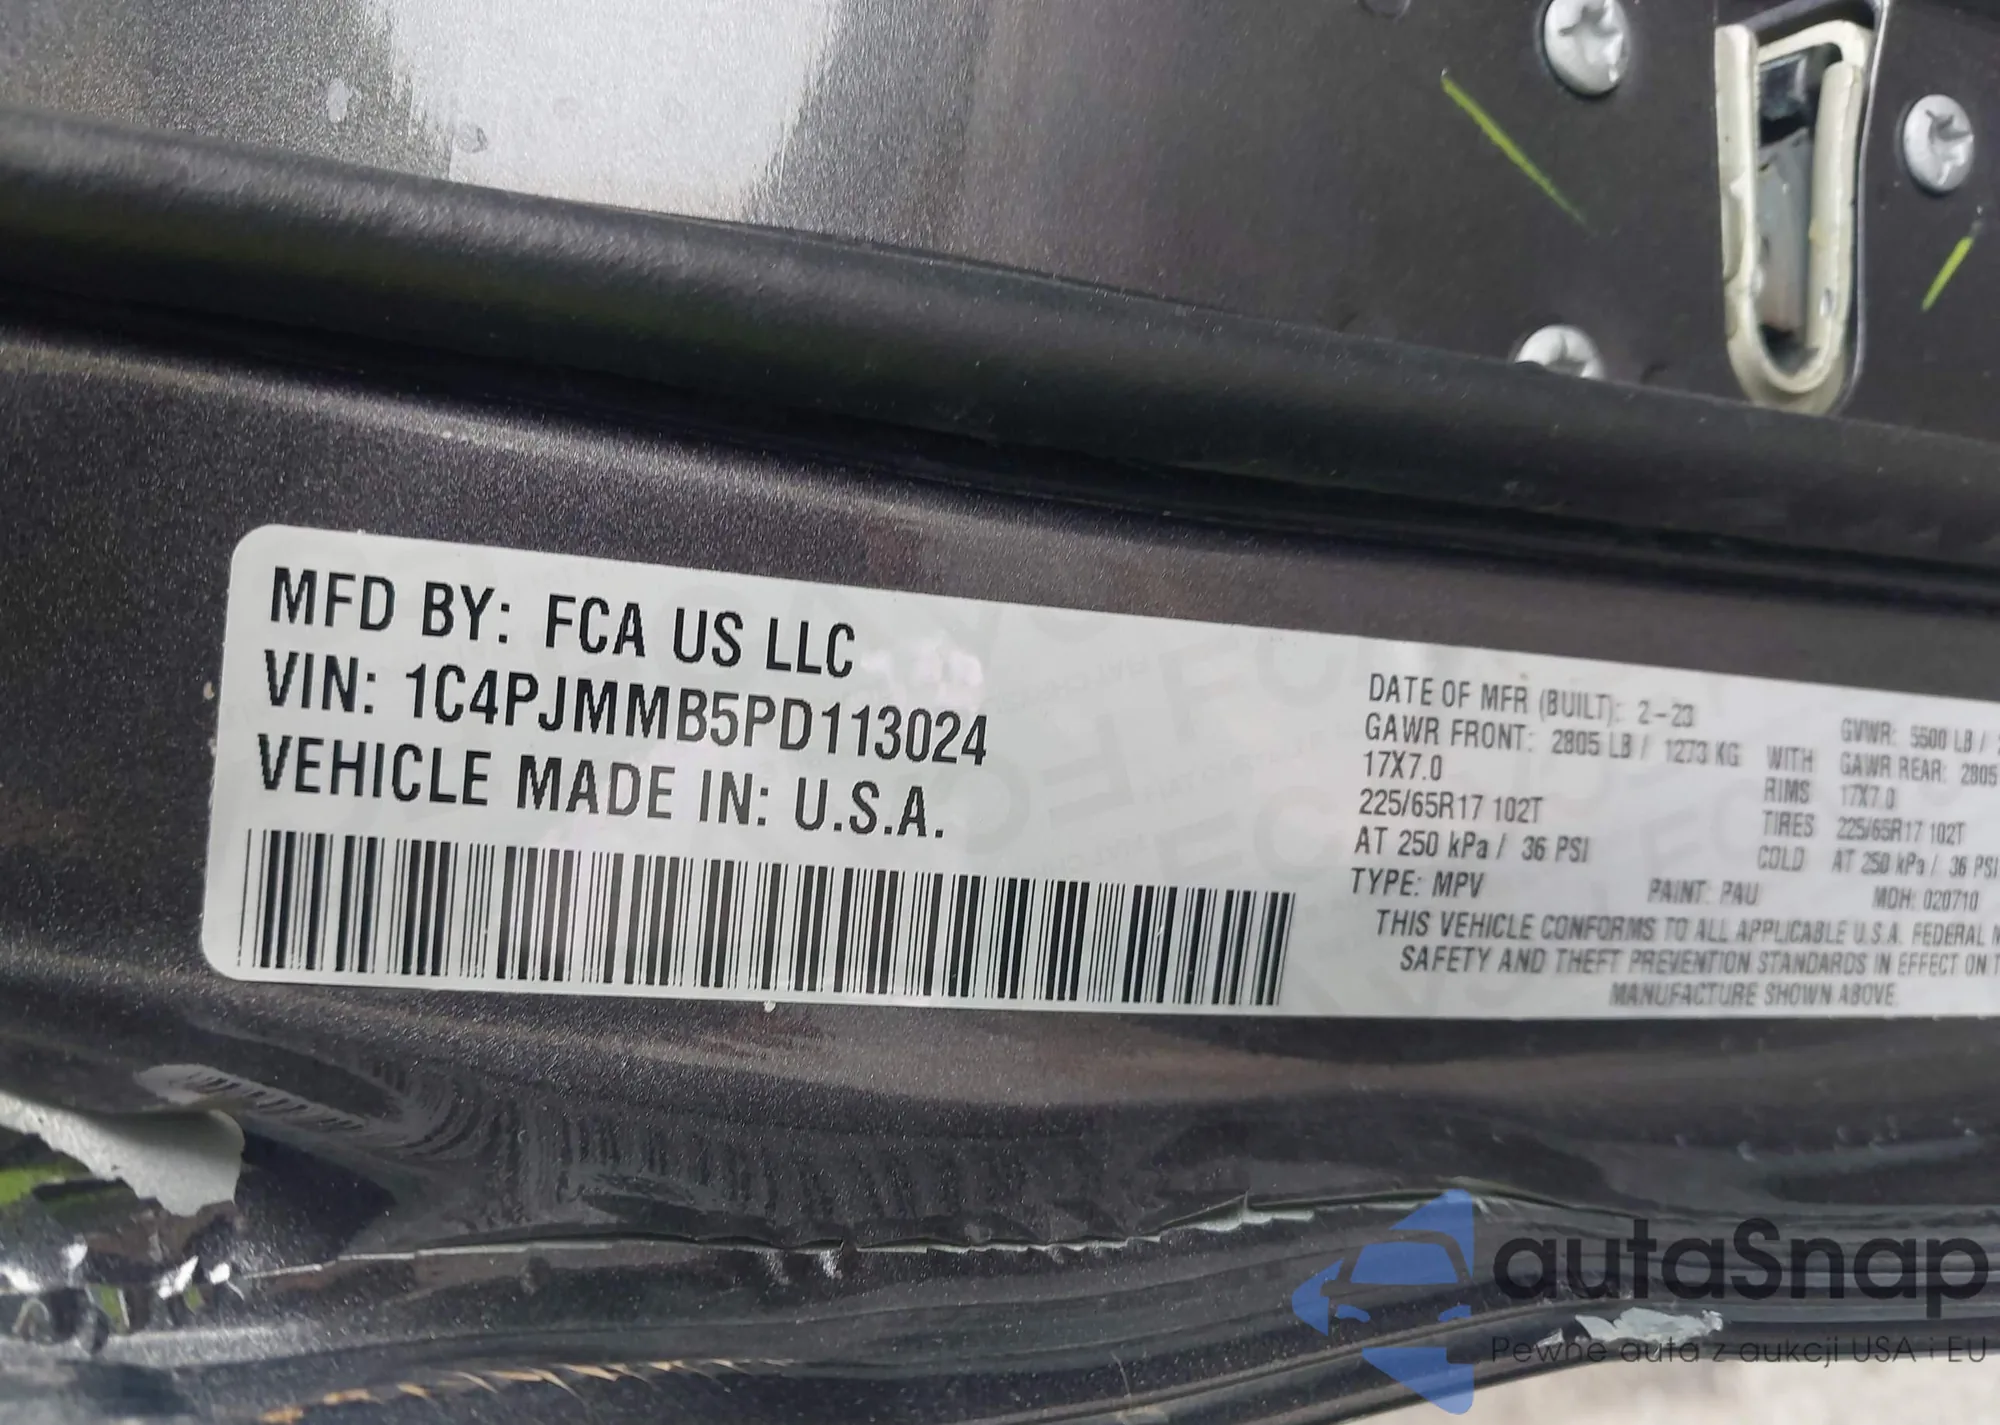 MFD BY: FCA US LLC
VIN: 1C4PJMMB5PD113024
VEHICLE MADE IN: U.S.A.
DATE OF MFR (BUILT): 2-23
GVWR: 5500 LB /
GAWR FRONT: 2805 LB / 1273 KG WITH GAWR REAR: 2805
17X7.0 RIMS 17X7.0
225/65R17 102T TIRES 225/65R17 102T
AT 250 kPa / 36 PSI COLD AT 250 kPa / 36 PSI
TYPE: MPV PAINT: PAU MDH: 020710
THIS VEHICLE CONFORMS TO ALL APPLICABLE U.S.A. FEDERAL
SAFETY AND THEFT PREVENTION STANDARDS IN EFFECT ON
MANUFACTURE SHOWN ABOVE.
autaSnap
Pewne auta z aukcji USA i EU